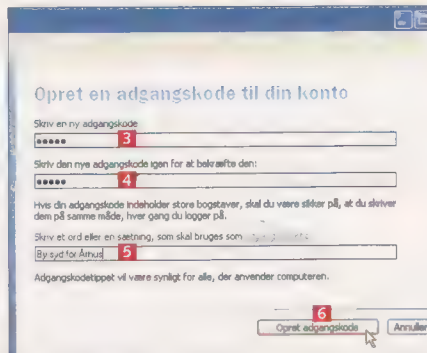 Opret en adgangskode til din konto
Skriv en ny adgangskode
●●●●● 3
Skriv den nye adgangskode igen for at bekræfte den:
●●●●● 4
Hvis din adgangskode indeholder store bogstaver, skal du være sikker på, at du skriver
dem på samme måde, hver gang du logger på.
Skriv et ord eller en sætning, som skal bruges som
By syd for Århus 5
Adgangskodetippet vil være synligt for alle, der anvender computeren.
6
Opret adgangskode Annuller